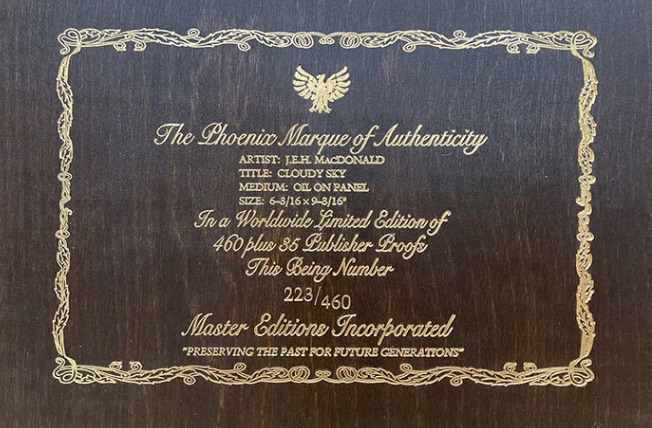 The Phoenix Marque of Authenticity
ARTIST: J.E.H. MACDONALD
TITLE: CLOUDY SKY
MEDIUM: OIL ON PANEL
SIZE: 6-3/16 × 9-3/16"
In a Worldwide Limited Edition of
460 plus 35 Publisher Proofs
This Being Number
223/460
Master Editions Incorporated
"PRESERVING THE PAST FOR FUTURE GENERATIONS"